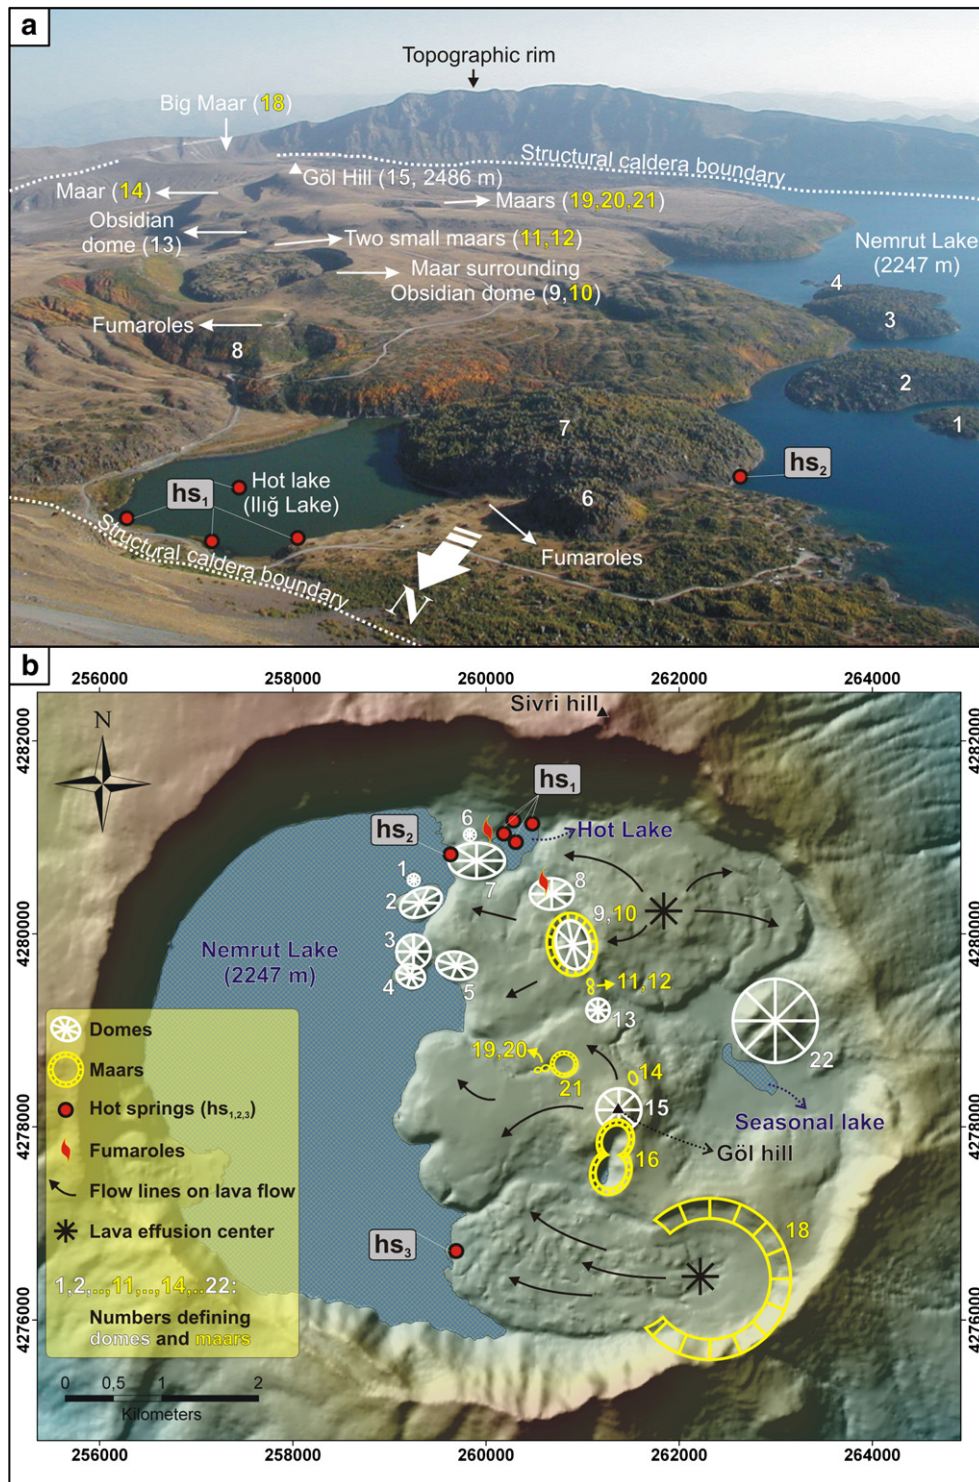 a
Topographic rim
Big Maar (18)
Structural caldera boundary
Göl Hill (15, 2486 m)
Maar (14)
Maars (19,20,21)
Obsidian
dome (13)
Two small maars (11,12)
Nemrut Lake
(2247 m)
Maar surrounding
Obsidian dome (9,10)
4
3
Fumaroles
8
2
1
7
hs2
Hot lake
(Ilığ Lake)
hs1
6
Structural caldera boundary
Fumaroles
N
b
256000
258000
260000
262000
264000
Sivri hill
N
4282000
4282000
hs1
6
hs2
Hot Lake
1
7
8
2
9,10
4280000
4280000
3
Nemrut Lake
(2247 m)
4
5
11,12
13
22
19,20
14
21
15
Seasonal lake
4278000
4278000
Göl hill
16
18
hs3
4276000
4276000
Domes
Maars
Hot springs (hs1,2,3)
Fumaroles
Flow lines on lava flow
Lava effusion center
1,2,..,11,..,14,..22:
Numbers defining
domes and maars
0 0,5 1 2
Kilometers
256000
258000
260000
262000
264000